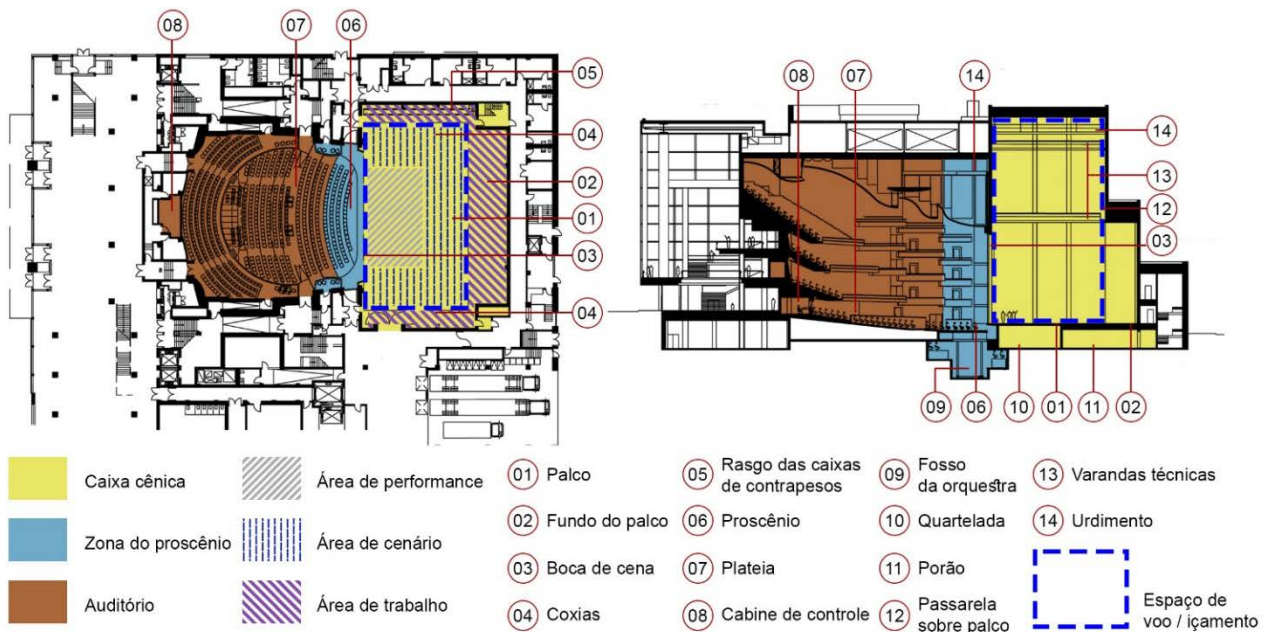 08
07
06
05
04
02
01
03
04
08
07
14
14
13
12
03
09
06
10
01
11
02
Caixa cênica
Zona do proscênio
Auditório
Área de performance
Área de cenário
Área de trabalho
01 Palco
02 Fundo do palco
03 Boca de cena
04 Coxias
05 Rasgo das caixas
de contrapesos
06 Proscênio
07 Plateia
08 Cabine de controle
09 Fosso
da orquestra
10 Quartelada
11 Porão
12 Passarela
sobre palco
13 Varandas técnicas
14 Urdimento
Espaço de
voo / içamento